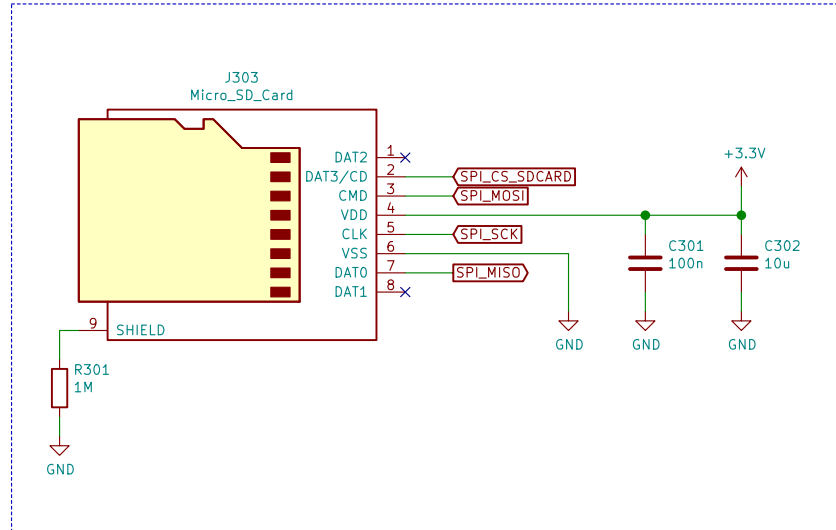 J303
Micro_SD_Card
DAT2 1
DAT3/CD 2 SPI_CS_SDCARD
CMD 3 SPI_MOSI
VDD 4
CLK 5 SPI_SCK
VSS 6
DAT0 7 SPI_MISO
DAT1 8
9 SHIELD
+3.3V
C301
100n
C302
10u
GND
GND
GND
R301
1M
GND